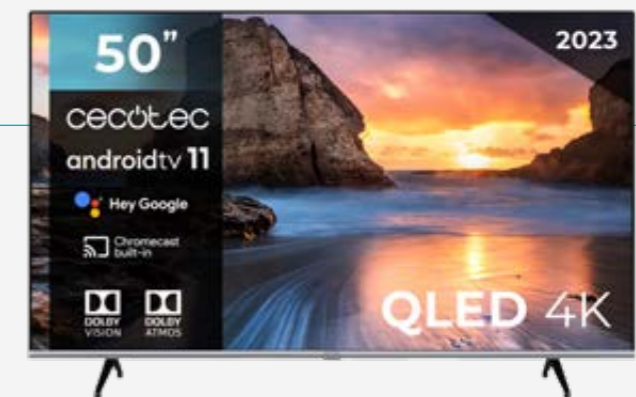 50”
2023
cecotec
androidtv 11
Hey Google
Chromecast
built-in
DOLBY
VISION
DOLBY
ATMOS
QLED 4K